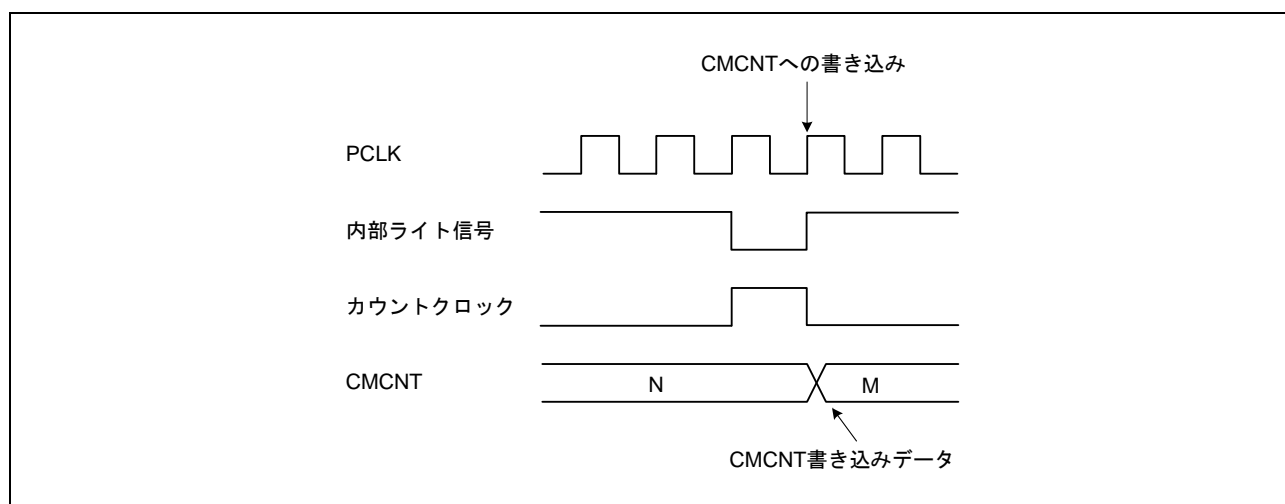 CMCNTへの書き込み
PCLK
内部ライト信号
カウントクロック
CMCNT
N
M
CMCNT書き込みデータ